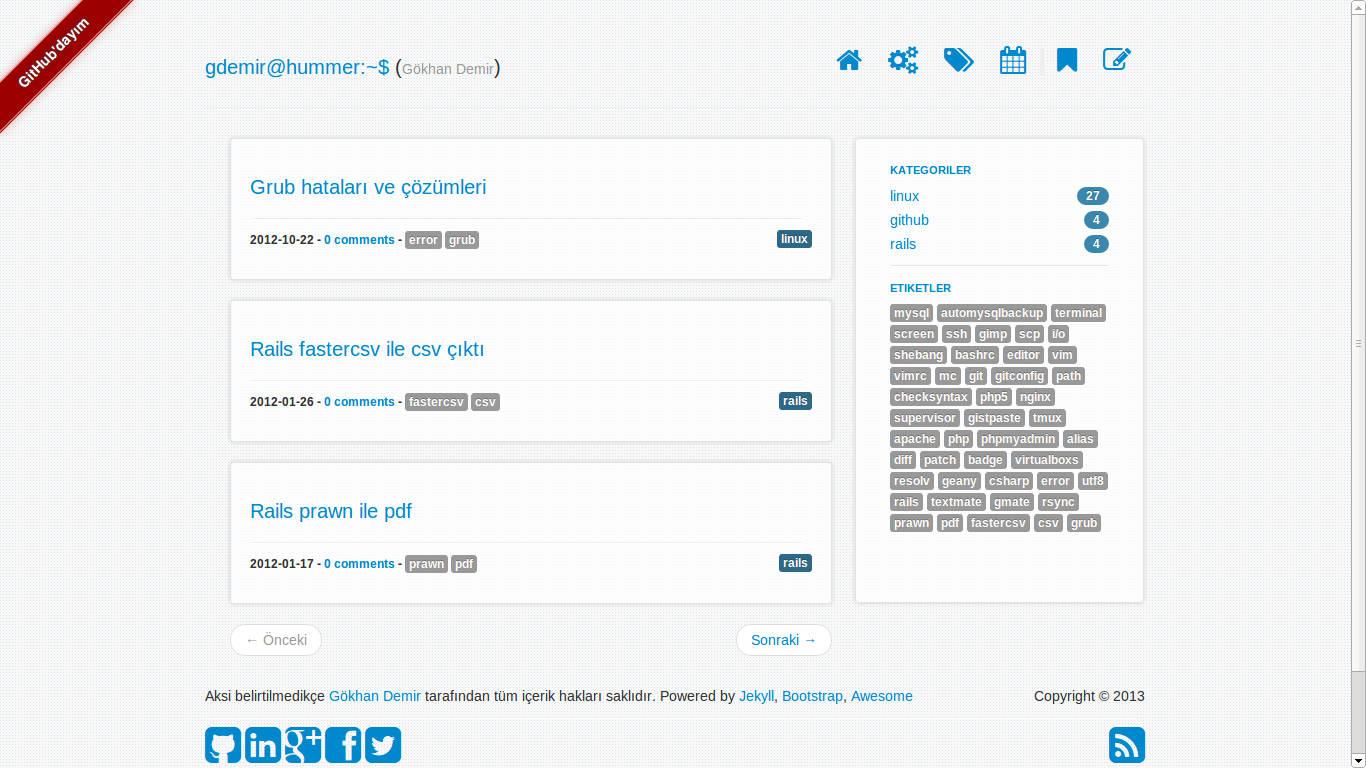 GitHub'dayım
gdemir@hummer:~$ (Gökhan Demir)
Grub hataları ve çözümleri
2012-10-22 - 0 comments - error grub linux
Rails fastercsv ile csv çıktı
2012-01-26 - 0 comments - fastercsv csv rails
Rails prawn ile pdf
2012-01-17 - 0 comments - prawn pdf rails
← Önceki Sonraki →
KATEGORILER
linux 27
github 4
rails 4
ETIKETLER
mysql automysqlbackup terminal
screen ssh gimp scp i/o
shebang bashrc editor vim
vimrc mc git gitconfig path
checksyntax php5 nginx
supervisor gistpaste tmux
apache php phpmyadmin alias
diff patch badge virtualboxs
resolv geany csharp error utf8
rails textmate gmate rsync
prawn pdf fastercsv csv grub
Aksi belirtilmedikçe Gökhan Demir tarafından tüm içerik hakları saklıdır. Powered by Jekyll, Bootstrap, Awesome Copyright © 2013